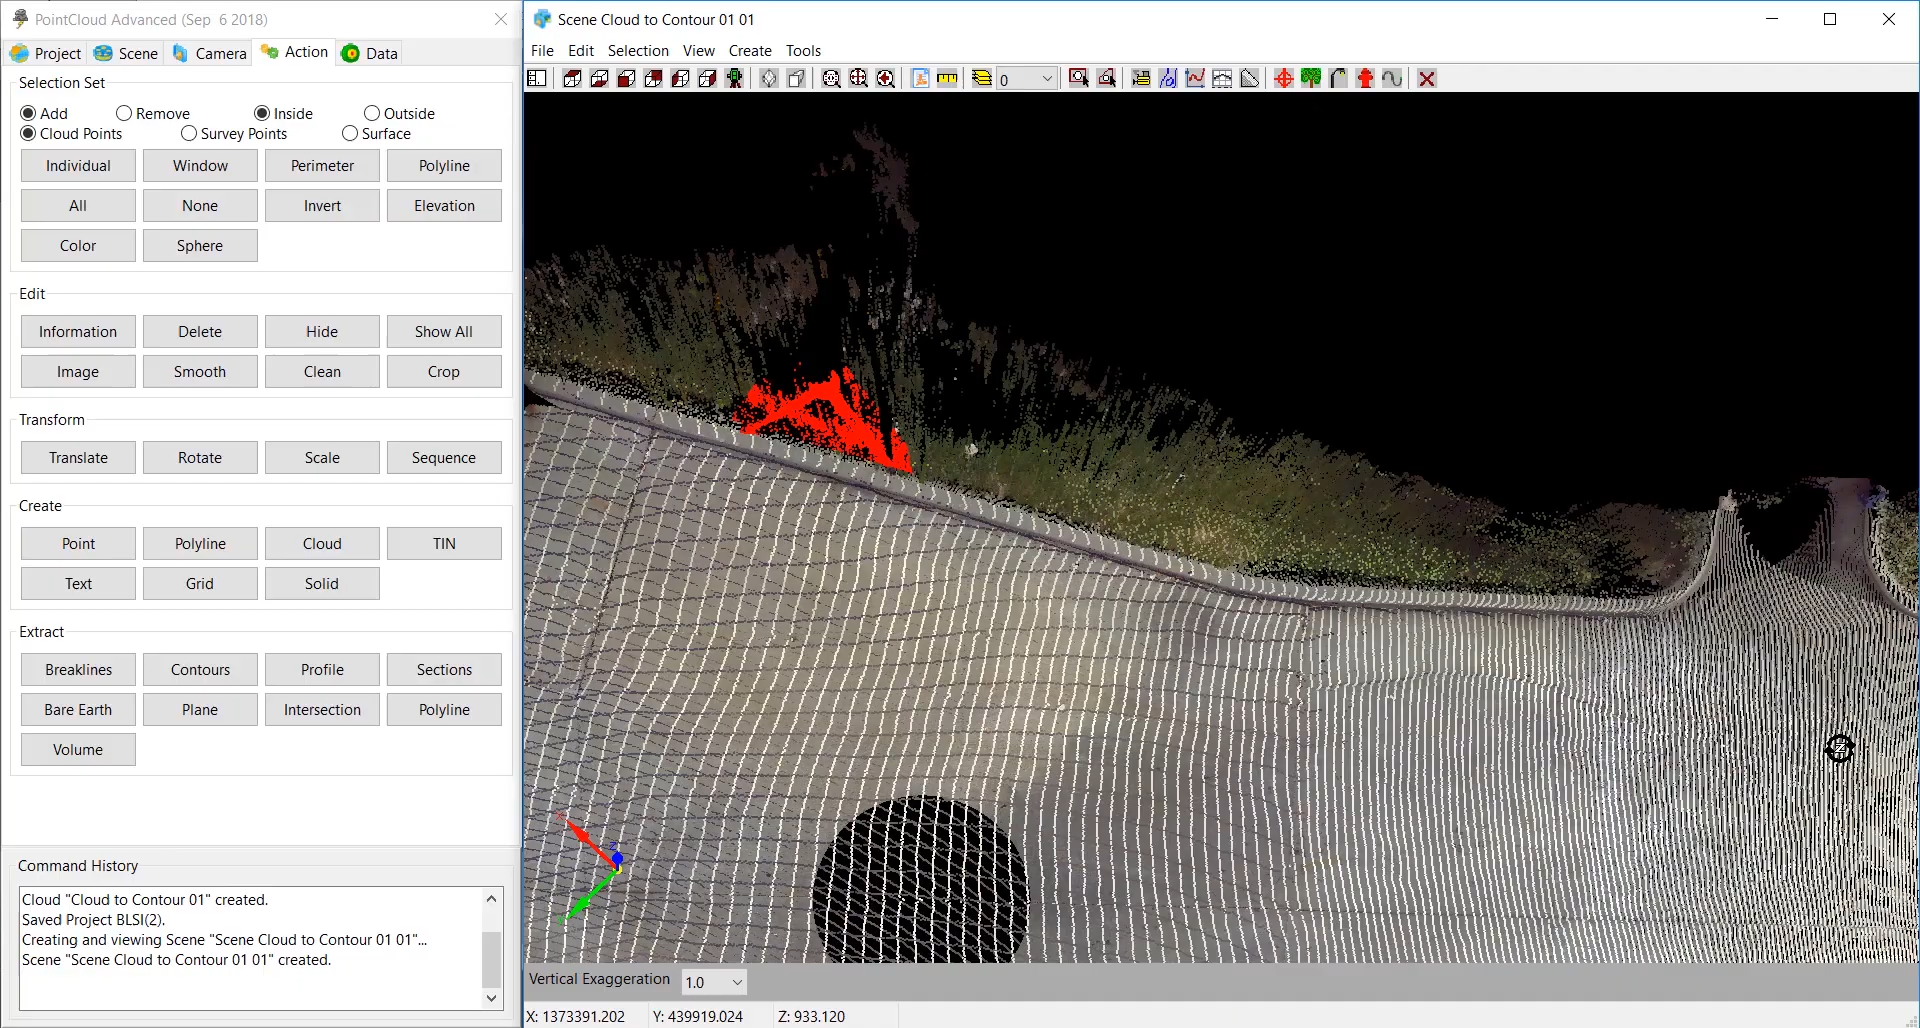 PointCloud Advanced (Sep 6 2018)
Project Scene Camera Action Data
Selection Set
Add Remove Inside Outside
Cloud Points Survey Points Surface
Individual Window Perimeter Polyline
All None Invert Elevation
Color Sphere
Edit
Information Delete Hide Show All
Image Smooth Clean Crop
Transform
Translate Rotate Scale Sequence
Create
Point Polyline Cloud TIN
Text Grid Solid
Extract
Breaklines Contours Profile Sections
Bare Earth Plane Intersection Polyline
Volume
Command History
Cloud "Cloud to Contour 01" created.
Saved Project BLSI(2).
Creating and viewing Scene "Scene Cloud to Contour 01 01"...
Scene "Scene Cloud to Contour 01 01" created.
Scene Cloud to Contour 01 01
File Edit Selection View Create Tools
0
Z
Z
Vertical Exaggeration 1.0
X: 1373391.202 Y: 439919.024 Z: 933.120